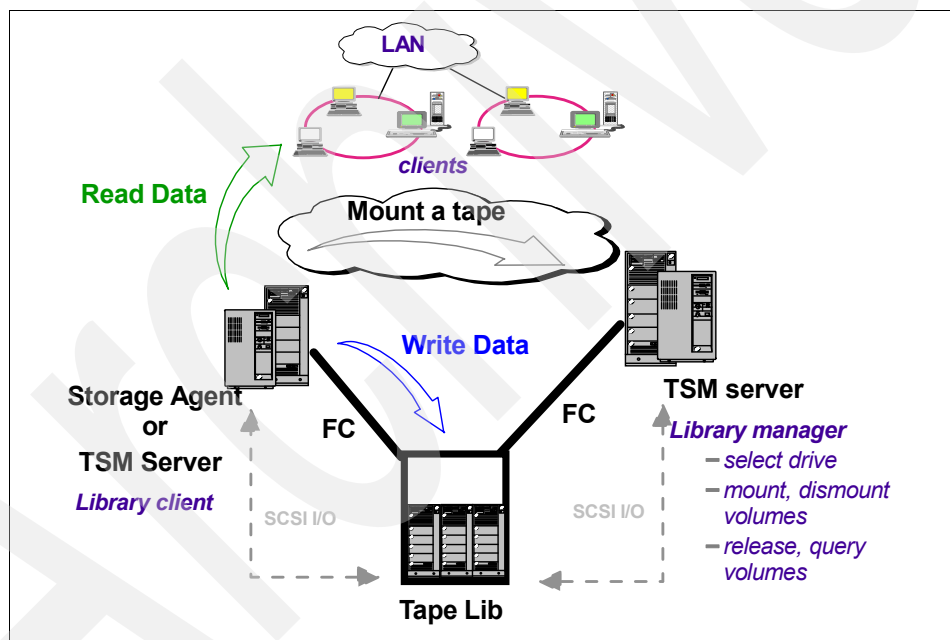 LAN
clients
Read Data
Mount a tape
Write Data
Storage Agent
or
TSM Server
Library client
FC
FC
TSM server
Library manager
– select drive
– mount, dismount
volumes
– release, query
volumes
SCSI I/O
SCSI I/O
Tape Lib